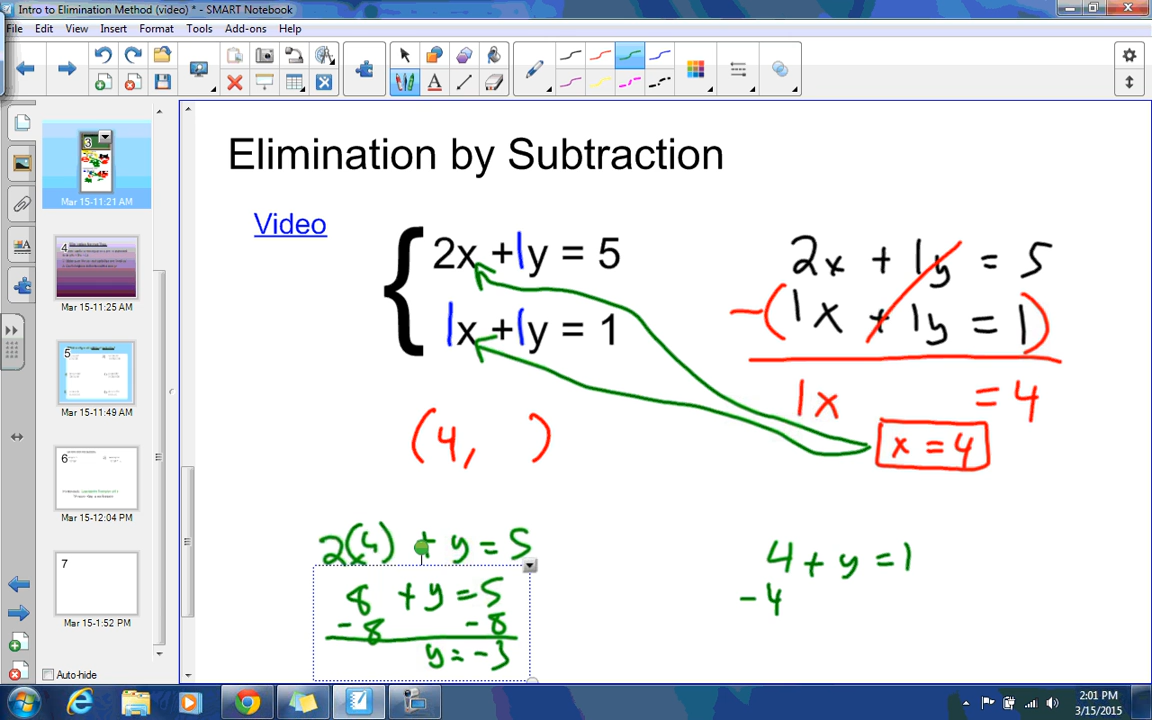 Intro to Elimination Method (video) * - SMART Notebook
File Edit View Insert Format Tools Add-ons Help
3
Mar 15-11:21 AM
4
Mar 15-11:25 AM
5
Mar 15-11:49 AM
6
Mar 15-12:04 PM
7
Mar 15-1:52 PM
Auto-hide
Elimination by Subtraction
Video
2x +1y = 5
1x +1y = 1
(4, )
2x + 1y = 5
-(1x + 1y = 1)
1x = 4
x = 4
2(4) + y = 5
8 + y = 5
-8 -8
y = -3
4 + y = 1
-4
2:01 PM
3/15/2015